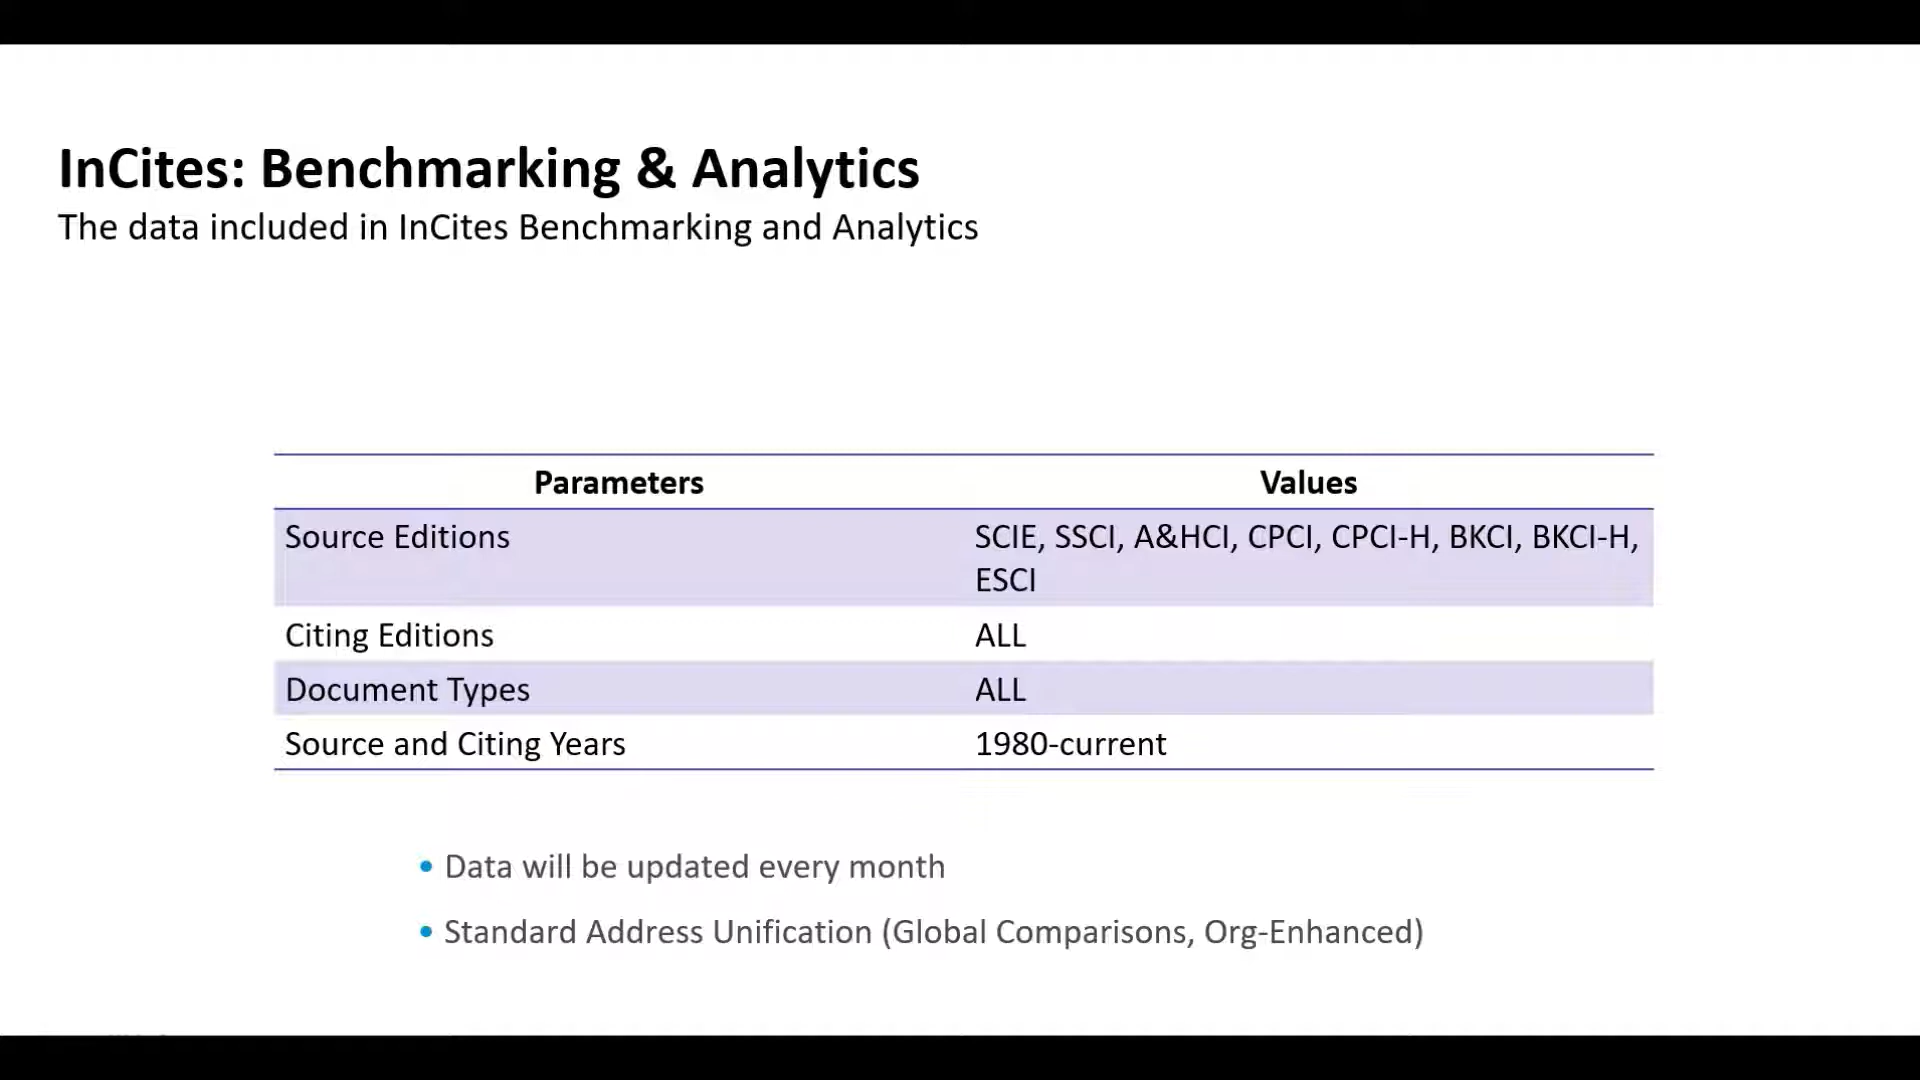 InCites: Benchmarking & Analytics
The data included in InCites Benchmarking and Analytics
Parameters Values
Source Editions SCIE, SSCI, A&HCI, CPCI, CPCI-H, BKCI, BKCI-H,
ESCI
Citing Editions ALL
Document Types ALL
Source and Citing Years 1980-current
• Data will be updated every month
• Standard Address Unification (Global Comparisons, Org-Enhanced)